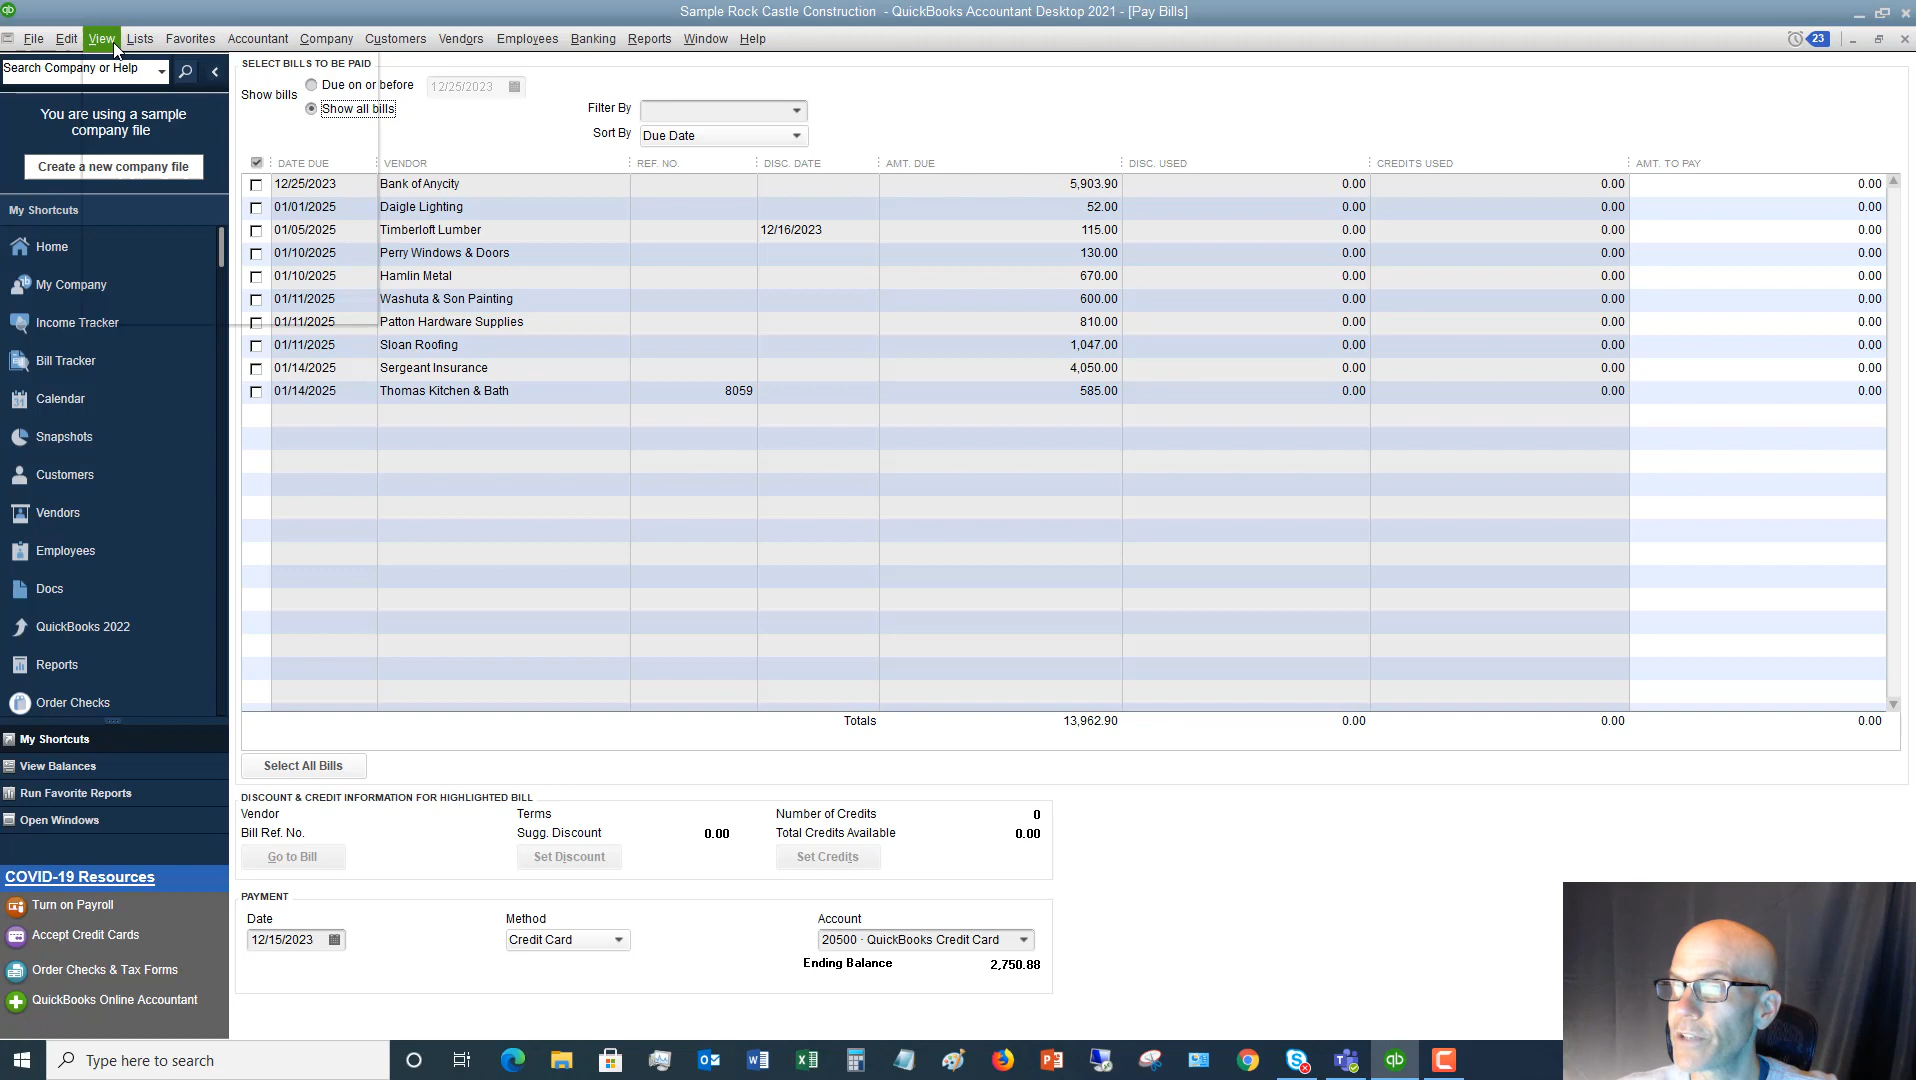 Sample Rock Castle Construction - QuickBooks Accountant Desktop 2021 - [Pay Bills]
File Edit View Lists Favorites Accountant Company Customers Vendors Employees Banking Reports Window Help 23
Search Company or Help
You are using a sample
company file
Create a new company file
My Shortcuts
Home
My Company
Income Tracker
Bill Tracker
Calendar
Snapshots
Customers
Vendors
Employees
Docs
QuickBooks 2022
Reports
Order Checks
My Shortcuts
View Balances
Run Favorite Reports
Open Windows
COVID-19 Resources
Turn on Payroll
Accept Credit Cards
Order Checks & Tax Forms
QuickBooks Online Accountant
SELECT BILLS TO BE PAID
Show bills
Due on or before 12/25/2023
Show all bills
Filter By
Sort By Due Date
DATE DUE VENDOR REF. NO. DISC. DATE AMT. DUE DISC. USED CREDITS USED AMT. TO PAY
12/25/2023 Bank of Anycity 5,903.90 0.00 0.00 0.00
01/01/2025 Daigle Lighting 52.00 0.00 0.00 0.00
01/05/2025 Timberloft Lumber 12/16/2023 115.00 0.00 0.00 0.00
01/10/2025 Perry Windows & Doors 130.00 0.00 0.00 0.00
01/10/2025 Hamlin Metal 670.00 0.00 0.00 0.00
01/11/2025 Washuta & Son Painting 600.00 0.00 0.00 0.00
01/11/2025 Patton Hardware Supplies 810.00 0.00 0.00 0.00
01/11/2025 Sloan Roofing 1,047.00 0.00 0.00 0.00
01/14/2025 Sergeant Insurance 4,050.00 0.00 0.00 0.00
01/14/2025 Thomas Kitchen & Bath 8059 585.00 0.00 0.00 0.00
Totals 13,962.90 0.00 0.00 0.00
Select All Bills
DISCOUNT & CREDIT INFORMATION FOR HIGHLIGHTED BILL
Vendor Terms Number of Credits 0
Bill Ref. No. Sugg. Discount 0.00 Total Credits Available 0.00
Go to Bill Set Discount Set Credits
PAYMENT
Date Method Account
12/15/2023 Credit Card 20500 · QuickBooks Credit Card
Ending Balance 2,750.88
Type here to search